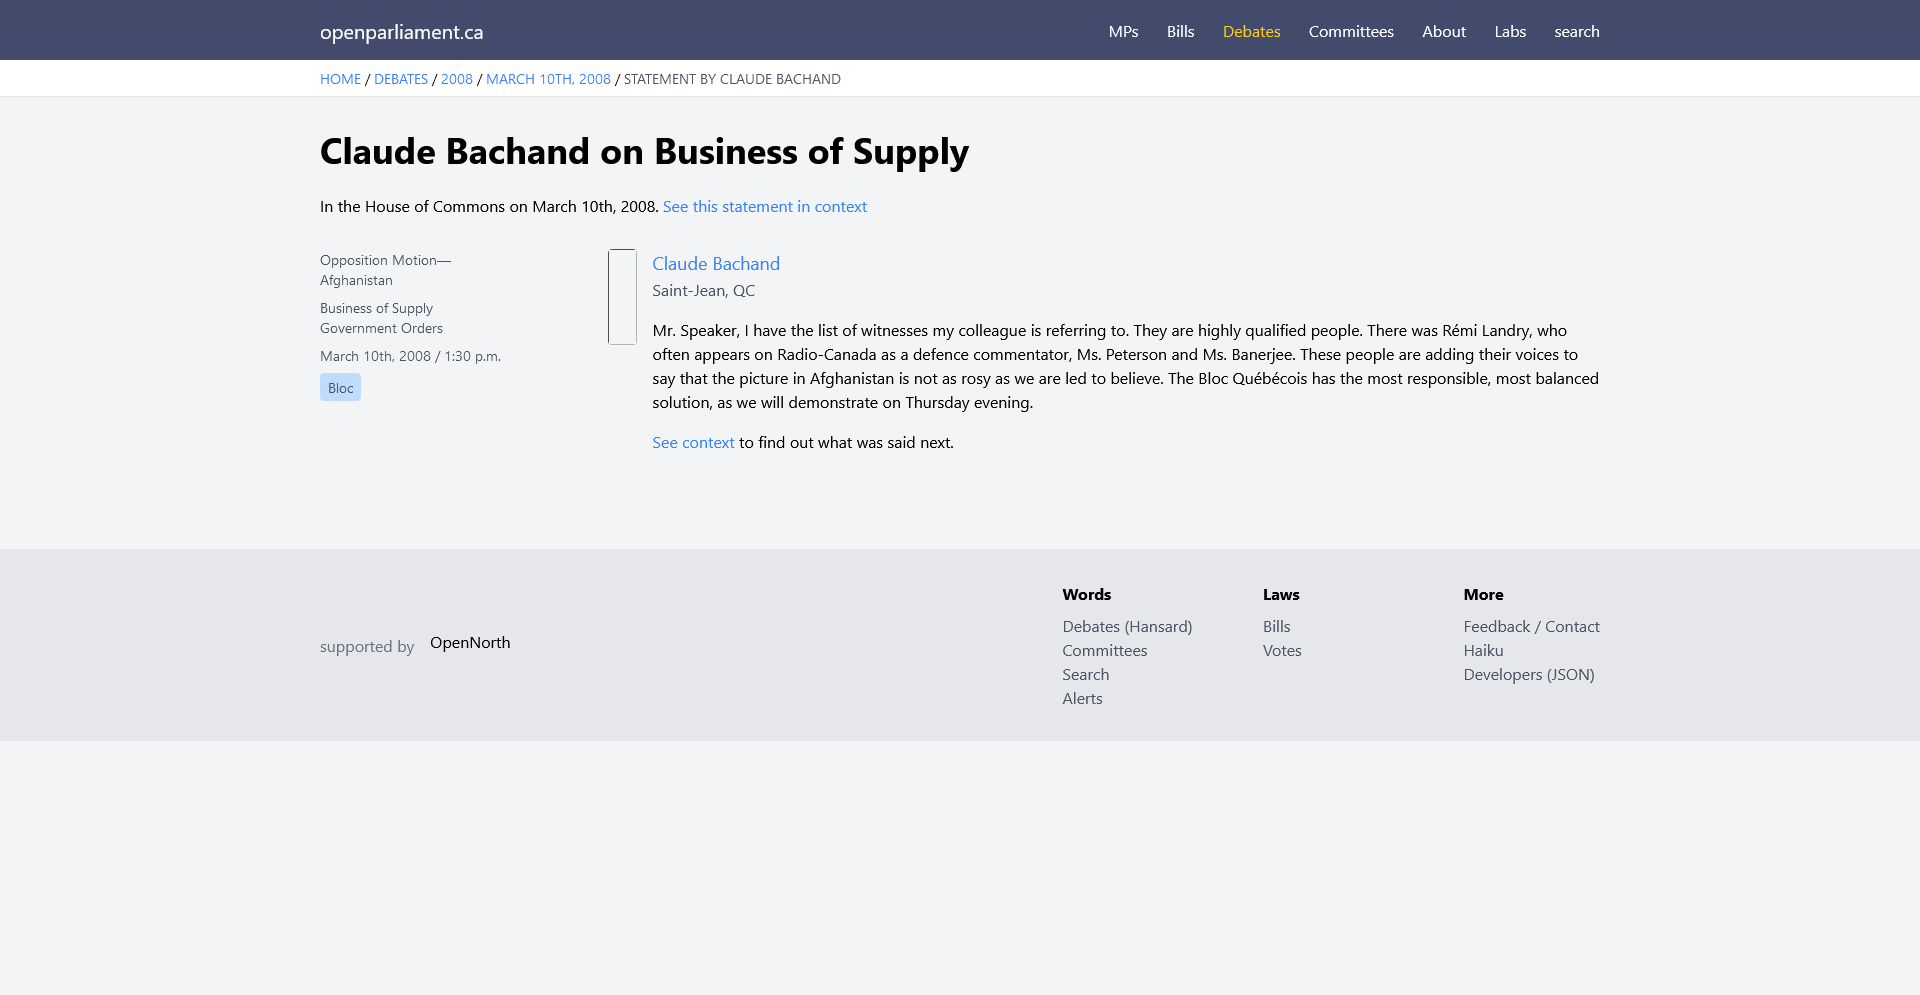 openparliament.ca
MPs Bills Debates Committees About Labs search
HOME / DEBATES / 2008 / MARCH 10TH, 2008 / STATEMENT BY CLAUDE BACHAND
Claude Bachand on Business of Supply
In the House of Commons on March 10th, 2008. See this statement in context
Opposition Motion—
Afghanistan
Business of Supply
Government Orders
March 10th, 2008 / 1:30 p.m.
Bloc
Claude Bachand
Saint-Jean, QC
Mr. Speaker, I have the list of witnesses my colleague is referring to. They are highly qualified people. There was Rémi Landry, who
often appears on Radio-Canada as a defence commentator, Ms. Peterson and Ms. Banerjee. These people are adding their voices to
say that the picture in Afghanistan is not as rosy as we are led to believe. The Bloc Québécois has the most responsible, most balanced
solution, as we will demonstrate on Thursday evening.
See context to find out what was said next.
supported by OpenNorth
Words
Debates (Hansard)
Committees
Search
Alerts
Laws
Bills
Votes
More
Feedback / Contact
Haiku
Developers (JSON)